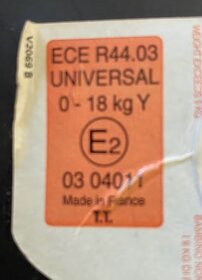 ECE R44.03
UNIVERSAL
0 - 18 kg Y
E2
03 04011
Made in France
T.T.
V2069 B